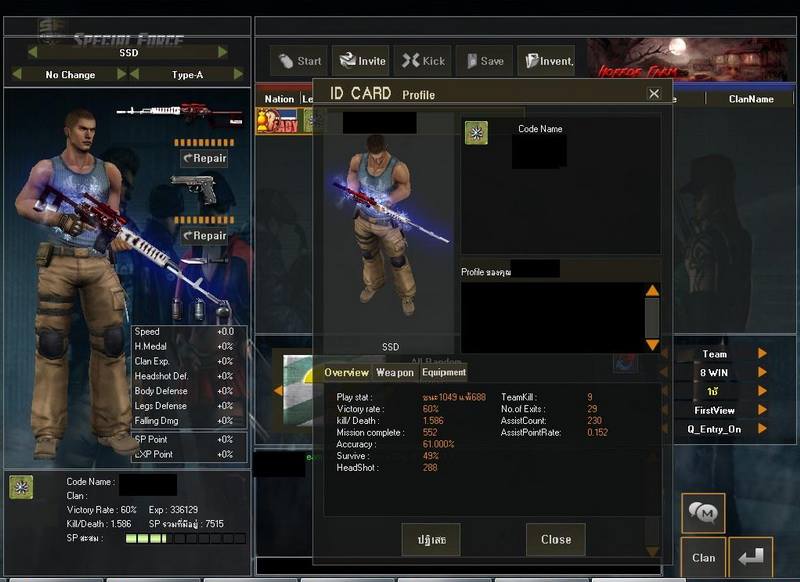 SPECIAL FORCE
SSD
No Change
Type-A
Repair
Repair
Speed +0.0
H.Medal +0%
Clan Exp. +0%
Headshot Def. +0%
Body Defense +0%
Legs Defense +0%
Falling Dmg +0%
SP Point +0%
EXP Point +0%
Code Name :
Clan :
Victory Rate : 60% Exp : 336129
Kill/Death : 1.586 SP รวมที่มีอยู่ : 7515
SP สะสม :
Start
Invite
Kick
Save
Invent.
HORROR FARM
Nation
Le
ClanName
LADY
ID CARD Profile
Code Name
Profile ของคุณ
SSD
All Random
Overview Weapon Equipment
Play stat : ชนะ1049 แพ้688
Victory rate : 60%
kill/ Death : 1.586
Mission complete : 552
Accuracy : 61.000%
Survive : 49%
HeadShot : 288
TeamKill : 9
No.of Exits : 29
AssistCount: 230
AssistPointRate: 0.152
ปฏิเสธ
Close
Team
8 WIN
ใช้
FirstView
Q_Entry_On
M
Clan